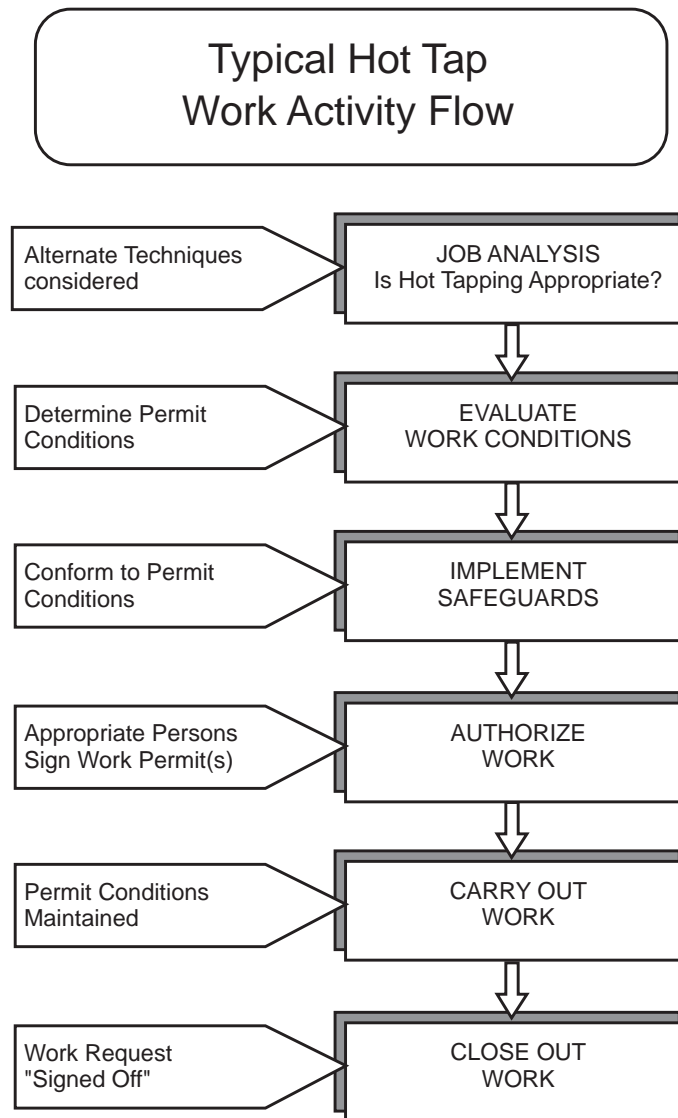 Typical Hot Tap
Work Activity Flow
Alternate Techniques
considered
JOB ANALYSIS
Is Hot Tapping Appropriate?
Determine Permit
Conditions
EVALUATE
WORK CONDITIONS
Conform to Permit
Conditions
IMPLEMENT
SAFEGUARDS
Appropriate Persons
Sign Work Permit(s)
AUTHORIZE
WORK
Permit Conditions
Maintained
CARRY OUT
WORK
Work Request
"Signed Off"
CLOSE OUT
WORK